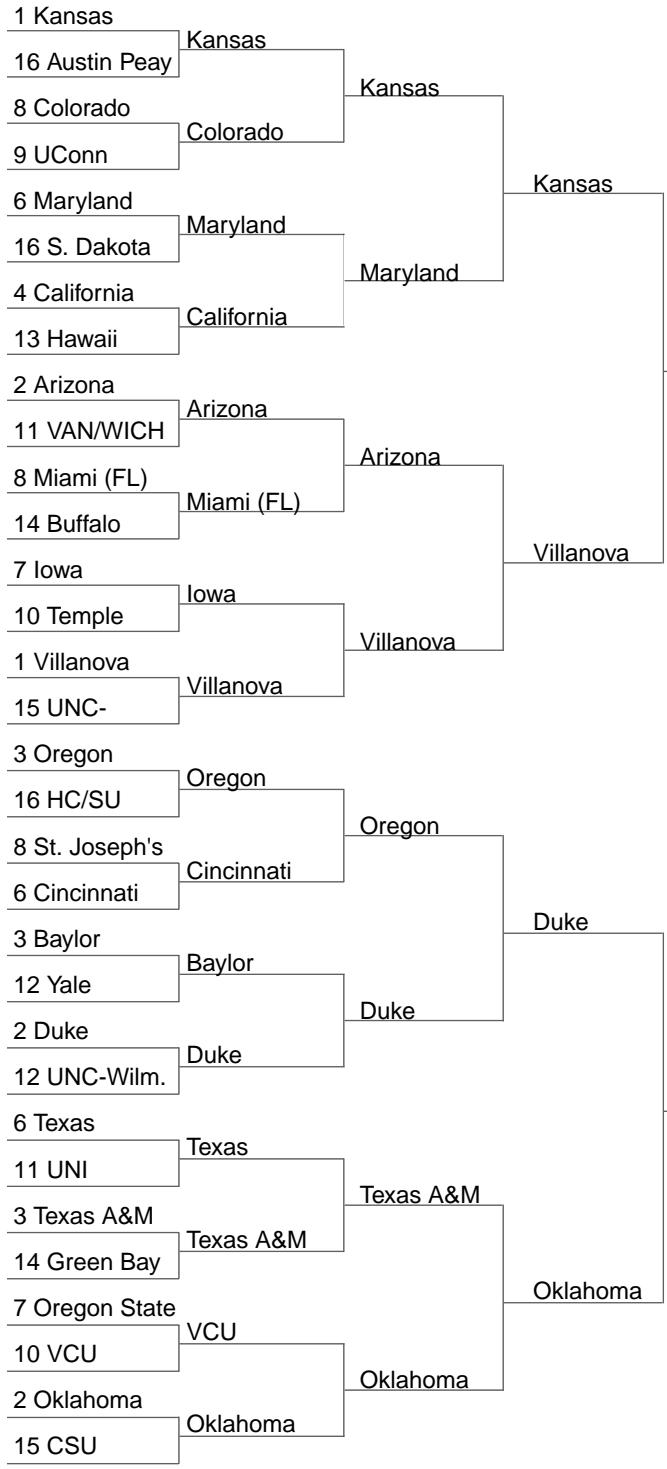 1 Kansas
16 Austin Peay
8 Colorado
9 UConn
6 Maryland
16 S. Dakota
4 California
13 Hawaii
2 Arizona
11 VAN/WICH
8 Miami (FL)
14 Buffalo
7 Iowa
10 Temple
1 Villanova
15 UNC-
3 Oregon
16 HC/SU
8 St. Joseph's
6 Cincinnati
3 Baylor
12 Yale
2 Duke
12 UNC-Wilm.
6 Texas
11 UNI
3 Texas A&M
14 Green Bay
7 Oregon State
10 VCU
2 Oklahoma
15 CSU
Kansas
Colorado
Maryland
California
Arizona
Miami (FL)
Iowa
Villanova
Oregon
Cincinnati
Baylor
Duke
Texas
Texas A&M
VCU
Oklahoma
Kansas
Maryland
Arizona
Villanova
Oregon
Duke
Texas A&M
Oklahoma
Kansas
Villanova
Duke
Oklahoma